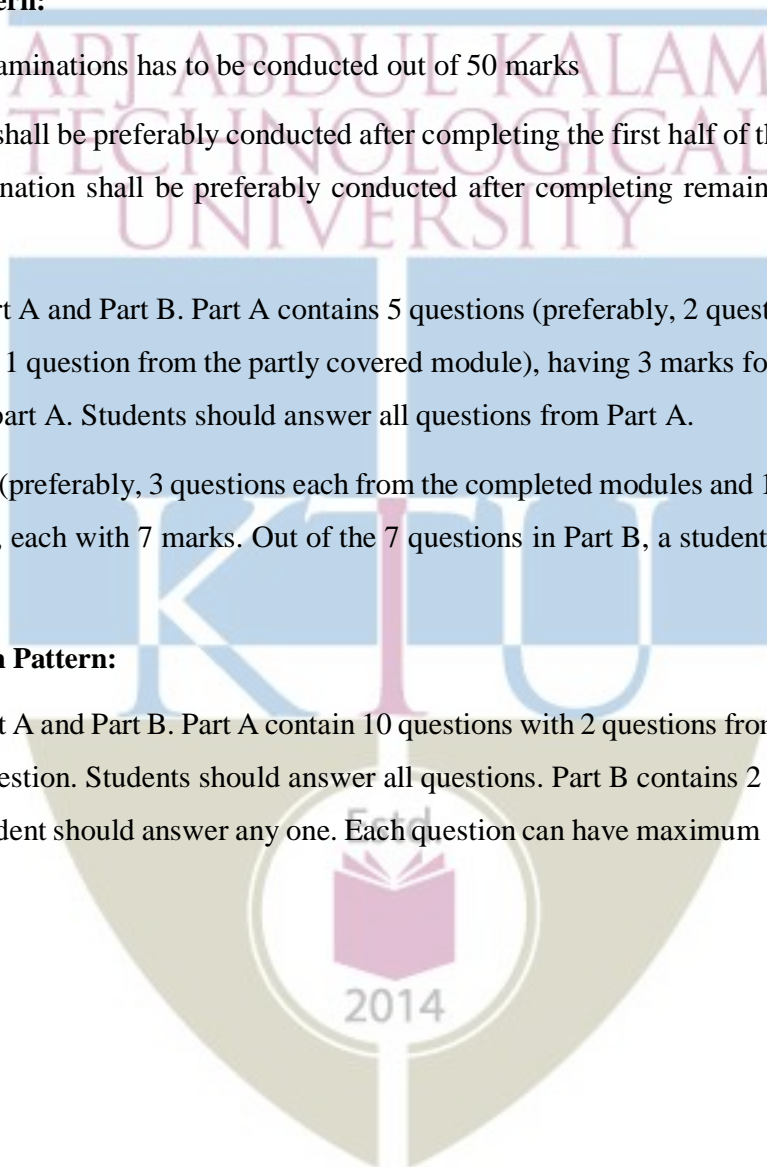 ern:
APJ ABDUL KALAM
aminations has to be conducted out of 50 marks
shall be preferably conducted after completing the first half of th
TECHNOLOGICAL
nation shall be preferably conducted after completing remain
UNIVERSITY
rt A and Part B. Part A contains 5 questions (preferably, 2 quest
1 question from the partly covered module), having 3 marks fo
part A. Students should answer all questions from Part A.
(preferably, 3 questions each from the completed modules and 1
KTU
, each with 7 marks. Out of the 7 questions in Part B, a student
n Pattern:
t A and Part B. Part A contain 10 questions with 2 questions from
estion. Students should answer all questions. Part B contains 2
dent should answer any one. Each question can have maximum
Estd.
2014